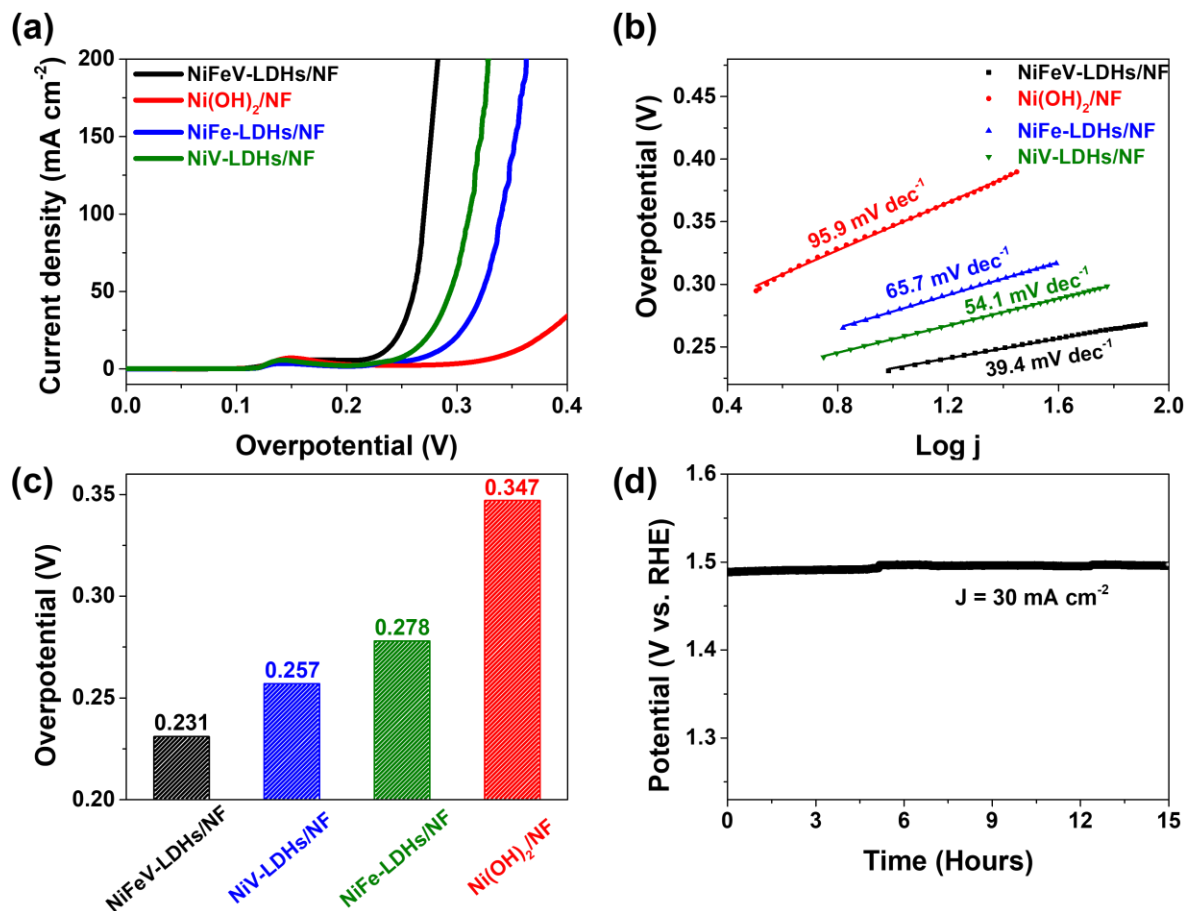 (a)
Current density (mA cm⁻²)
200
150
100
50
0
NiFeV-LDHs/NF
Ni(OH)₂/NF
NiFe-LDHs/NF
NiV-LDHs/NF
0.0 0.1 0.2 0.3 0.4
Overpotential (V)
(b)
Overpotential (V)
0.45
0.40
0.35
0.30
0.25
NiFeV-LDHs/NF
Ni(OH)₂/NF
NiFe-LDHs/NF
NiV-LDHs/NF
95.9 mV dec⁻¹
65.7 mV dec⁻¹
54.1 mV dec⁻¹
39.4 mV dec⁻¹
0.4 0.8 1.2 1.6 2.0
Log j
(c)
Overpotential (V)
0.35
0.30
0.25
0.20
0.231
0.257
0.278
0.347
NiFeV-LDHs/NF
NiV-LDHs/NF
NiFe-LDHs/NF
Ni(OH)₂/NF
(d)
Potential (V vs. RHE)
1.6
1.5
1.4
1.3
J = 30 mA cm⁻²
0 3 6 9 12 15
Time (Hours)